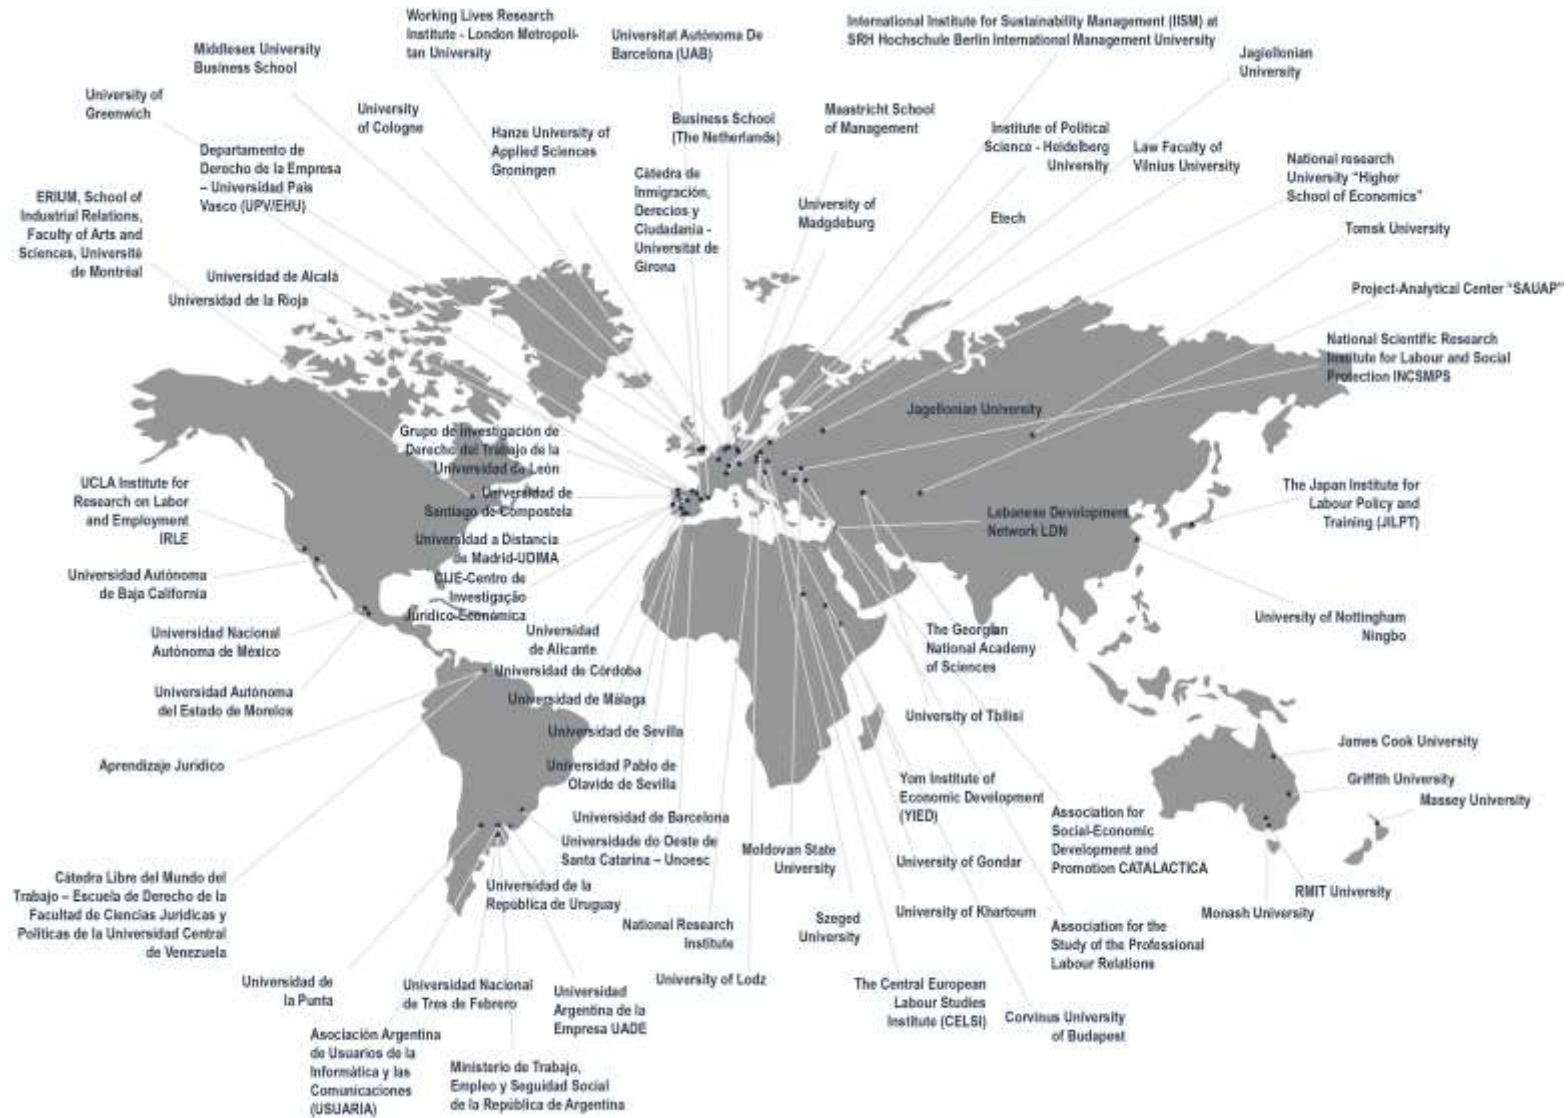 Working Lives Research
Institute - London Metropoli-
tan University
Universitat Autònoma De
Barcelona (UAB)
International Institute for Sustainability Management (IISM) at
SRH Hochschule Berlin International Management University
Middlesex University
Business School
Jagiellonian
University
University of
Greenwich
University
of Cologne
Hanze University of
Applied Sciences
Groningen
Business School
(The Netherlands)
Maastricht School
of Management
Institute of Political
Science - Heidelberg
University
Law Faculty of
Vilnius University
National research
University “Higher
School of Economics”
Departamento de
Derecho de la Empresa
– Universidad Pais
Vasco (UPV/EHU)
Cátedra de
Inmigración,
Derecios y
Ciudadania -
Universitat de
Girona
University of
Madgdeburg
Etech
Tomsk University
ERIUM, School of
Industrial Relations,
Faculty of Arts and
Sciences, Université
de Montréal
Universidad de Alcalá
Universidad de la Rioja
Project-Analytical Center “SAUAP”
National Scientific Research
Institute for Labour and Social
Protection INCSMPS
Jagellonian University
Grupo de Investigación de
Derecho del Trabajo de la
Universidad de León
UCLA Institute for
Research on Labor
and Employment
IRLE
Universidad de
Santiago de Compostela
The Japan Institute for
Labour Policy and
Training (JILPT)
Lebanese Development
Network LDN
Universidad a Distancia
de Madrid-UDIMA
CIJE-Centro de
Investigação
Jurídico-Económica
Universidad Autónoma
de Baja California
Universidad Nacional
Autónoma de México
Universidad
de Alicante
The Georgian
National Academy
of Sciences
University of Nottingham
Ningbo
Universidad de Córdoba
Universidad Autónoma
del Estado de Morelos
Universidad de Málaga
University of Tbilisi
Universidad de Sevilla
James Cook University
Aprendizaje Jurídico
Universidad Pablo de
Olavide de Sevilla
Griffith University
Yom Institute of
Economic Development
(YIED)
Massey University
Universidad de Barcelona
Association for
Social-Economic
Development and
Promotion CATALACTICA
Universidade do Oeste de
Santa Catarina – Unoesc
Moldovan State
University
University of Gondar
Cátedra Libre del Mundo del
Trabajo – Escuela de Derecho de la
Facultad de Ciencias Jurídicas y
Políticas de la Universidad Central
de Venezuela
Universidad de la
República de Uruguay
RMIT University
Monash University
University of Khartoum
National Research
Institute
Szeged
University
Association for the
Study of the Professional
Labour Relations
University of Lodz
Universidad de
la Punta
Universidad Nacional
de Tres de Febrero
Universidad
Argentina de la
Empresa UADE
The Central European
Labour Studies
Institute (CELSI)
Corvinus University
of Budapest
Asociación Argentina
de Usuarios de la
Informática y las
Comunicaciones
(USUARIA)
Ministerio de Trabajo,
Empleo y Seguidad Social
de la República de Argentina